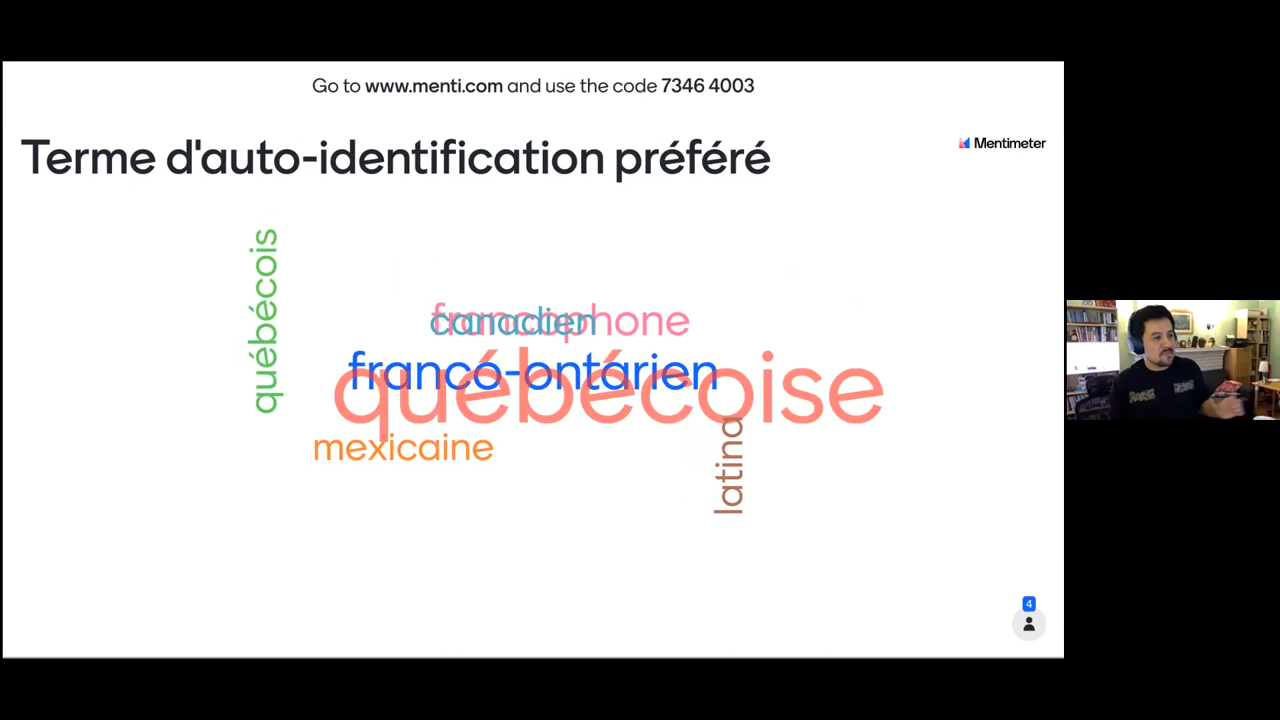 Go to www.menti.com and use the code 7346 4003
Terme d'auto-identification préféré
Mentimeter
québécois
francophone
canadien
franco-ontarien
québécoise
mexicaine
latina
4